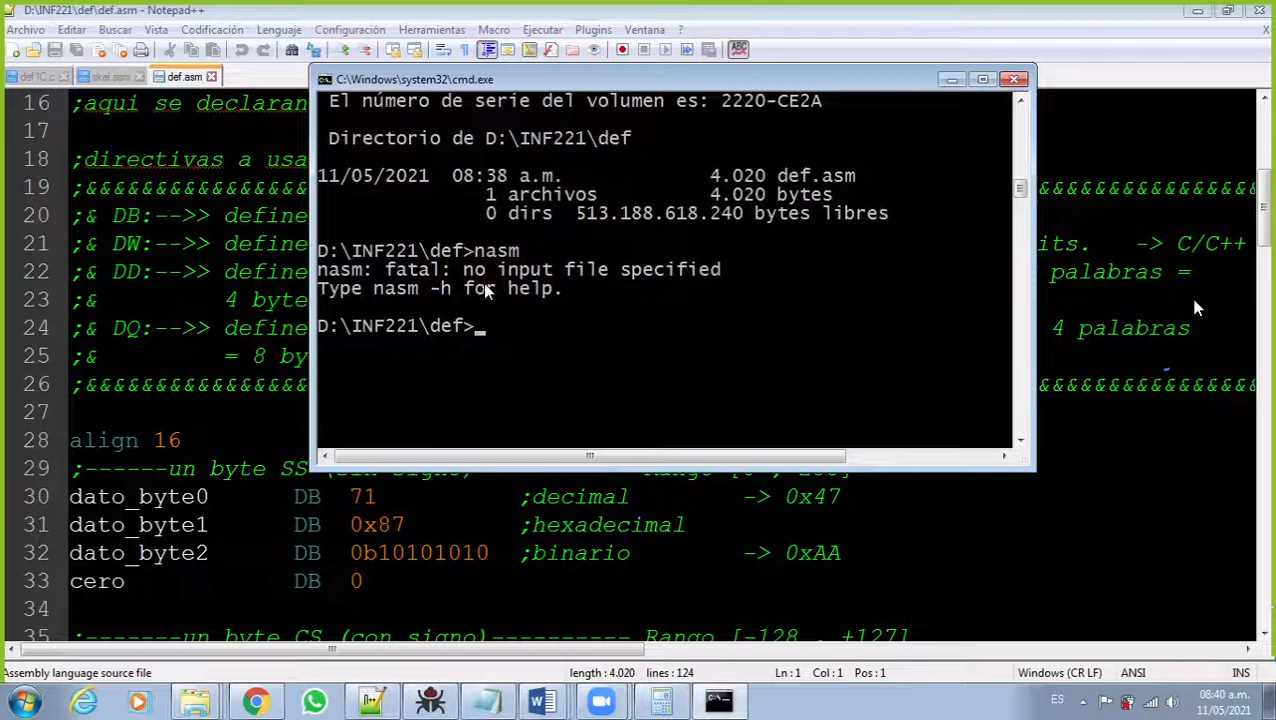 D:\INF221\def\def.asm - Notepad++
Archivo Editar Buscar Vista Codificación Lenguaje Configuración Herramientas Macro Ejecutar Plugins Ventana ?
X
def1C.c skel.asm def.asm
16 ;aqui se declaran
17
18 ;directivas a usa
19 ;&&&&&&&&&&&&&&&&
20 ;& DB:-->> define
21 ;& DW:-->> define its. -> C/C++
22 ;& DD:-->> define palabras =
23 ;& 4 byte
24 ;& DQ:-->> define 4 palabras
25 ;& = 8 by
26 ;&&&&&&&&&&&&&&&&
27
28 align 16
29
30 dato_byte0 DB 71 ;decimal -> 0x47
31 dato_byte1 DB 0x87 ;hexadecimal
32 dato_byte2 DB 0b10101010 ;binario -> 0xAA
33 cero DB 0
34
35 ;-------un byte CS (con signo)---------- Rango [-128 , +127]
C:\Windows\system32\cmd.exe
El número de serie del volumen es: 2220-CE2A
Directorio de D:\INF221\def
11/05/2021 08:38 a.m. 4.020 def.asm
1 archivos 4.020 bytes
0 dirs 513.188.618.240 bytes libres
D:\INF221\def>nasm
nasm: fatal: no input file specified
Type nasm -h for help.
D:\INF221\def>_
Assembly language source file length : 4.020 lines : 124 Ln : 1 Col : 1 Pos : 1 Windows (CR LF) ANSI INS
ES 08:40 a.m.
11/05/2021